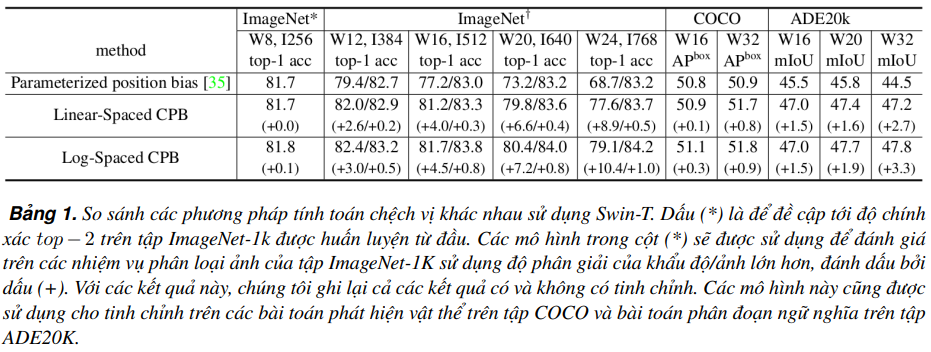 ImageNet* ImageNet† COCO ADE20k
method W8, I256 W12, I384 W16, I512 W20, I640 W24, I768 W16 W32 W16 W20 W32
top-1 acc top-1 acc top-1 acc top-1 acc top-1 acc APbox APbox mIoU mIoU mIoU
Parameterized position bias [35] 81.7 79.4/82.7 77.2/83.0 73.2/83.2 68.7/83.2 50.8 50.9 45.5 45.8 44.5
Linear-Spaced CPB 81.7 82.0/82.9 81.2/83.3 79.8/83.6 77.6/83.7 50.9 51.7 47.0 47.4 47.2
(+0.0) (+2.6/+0.2) (+4.0/+0.3) (+6.6/+0.4) (+8.9/+0.5) (+0.1) (+0.8) (+1.5) (+1.6) (+2.7)
Log-Spaced CPB 81.8 82.4/83.2 81.7/83.8 80.4/84.0 79.1/84.2 51.1 51.8 47.0 47.7 47.8
(+0.1) (+3.0/+0.5) (+4.5/+0.8) (+7.2/+0.8) (+10.4/+1.0) (+0.3) (+0.9) (+1.5) (+1.9) (+3.3)
Bảng 1. So sánh các phương pháp tính toán chệch vị khác nhau sử dụng Swin-T. Dấu (*) là để đề cập tới độ chính
xác top−2 trên tập ImageNet-1k được huấn luyện từ đầu. Các mô hình trong cột (*) sẽ được sử dụng để đánh giá
trên các nhiệm vụ phân loại ảnh của tập ImageNet-1K sử dụng độ phân giải của khẩu độ/ảnh lớn hơn, đánh dấu bởi
dấu (+). Với các kết quả này, chúng tôi ghi lại cả các kết quả có và không có tinh chỉnh. Các mô hình này cũng được
sử dụng cho tinh chỉnh trên các bài toán phát hiện vật thể trên tập COCO và bài toán phân đoạn ngữ nghĩa trên tập
ADE20K.